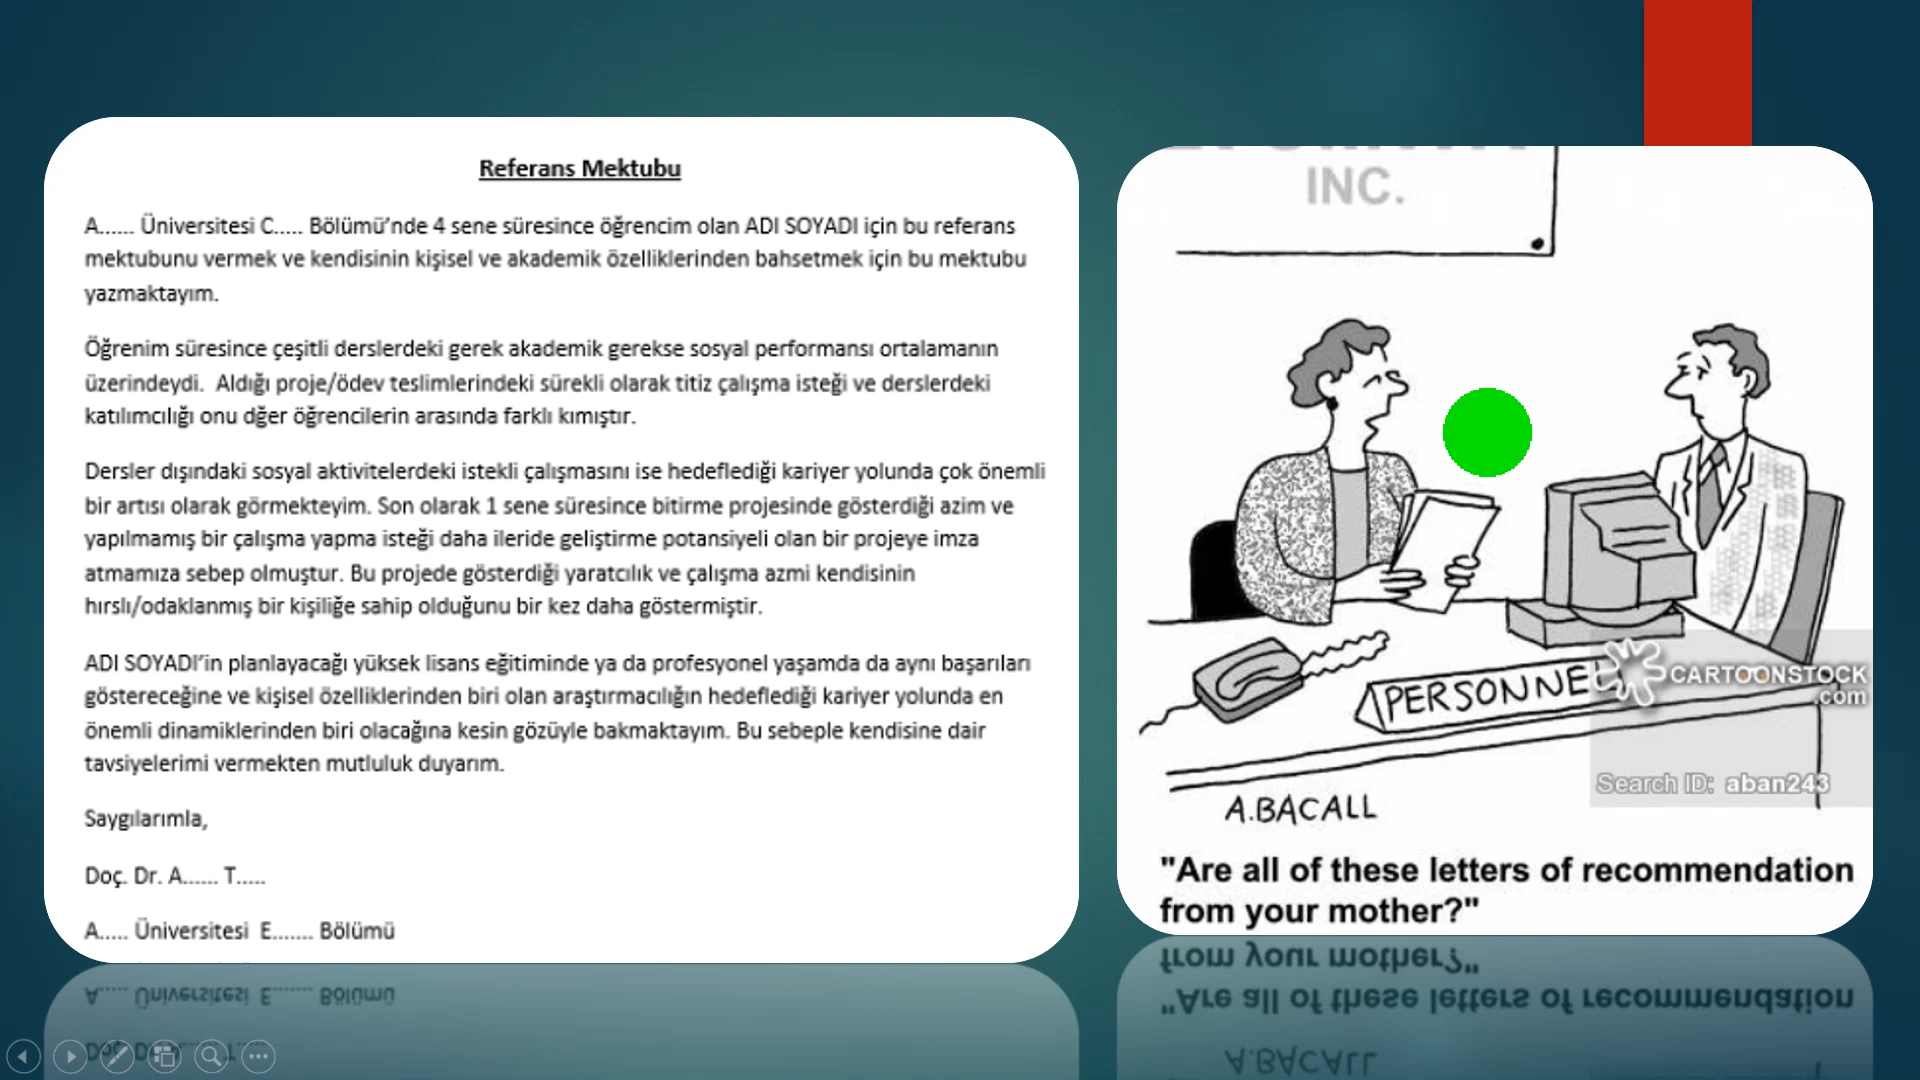 Referans Mektubu
A...... Üniversitesi C..... Bölümü’nde 4 sene süresince öğrencim olan ADI SOYADI için bu referans
mektubunu vermek ve kendisinin kişisel ve akademik özelliklerinden bahsetmek için bu mektubu
yazmaktayım.
Öğrenim süresince çeşitli derslerdeki gerek akademik gerekse sosyal performansı ortalamanın
üzerindeydi. Aldığı proje/ödev teslimlerindeki sürekli olarak titiz çalışma isteği ve derslerdeki
katılımcılığı onu dğer öğrencilerin arasında farklı kımıştır.
Dersler dışındaki sosyal aktivitelerdeki istekli çalışmasını ise hedeflediği kariyer yolunda çok önemli
bir artısı olarak görmekteyim. Son olarak 1 sene süresince bitirme projesinde gösterdiği azim ve
yapılmamış bir çalışma yapma isteği daha ileride geliştirme potansiyeli olan bir projeye imza
atmamıza sebep olmuştur. Bu projede gösterdiği yaratcılık ve çalışma azmi kendisinin
hırslı/odaklanmış bir kişiliğe sahip olduğunu bir kez daha göstermiştir.
ADI SOYADI’in planlayacağı yüksek lisans eğitiminde ya da profesyonel yaşamda da aynı başarıları
göstereceğine ve kişisel özelliklerinden biri olan araştırmacılığın hedeflediği kariyer yolunda en
önemli dinamiklerinden biri olacağına kesin gözüyle bakmaktayım. Bu sebeple kendisine dair
tavsiyelerimi vermekten mutluluk duyarım.
Saygılarımla,
Doç. Dr. A...... T.....
A..... Üniversitesi E....... Bölümü
INC.
PERSONNE
CARTOONSTOCK
.com
Search ID: aban243
A.BACALL
"Are all of these letters of recommendation
from your mother?"